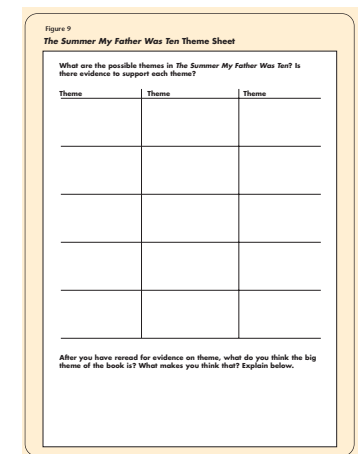 Figure 9
The Summer My Father Was Ten Theme Sheet
What are the possible themes in The Summer My Father Was Ten? Is
there evidence to support each theme?
Theme Theme Theme
After you have reread for evidence on theme, what do you think the big
theme of the book is? What makes you think that? Explain below.